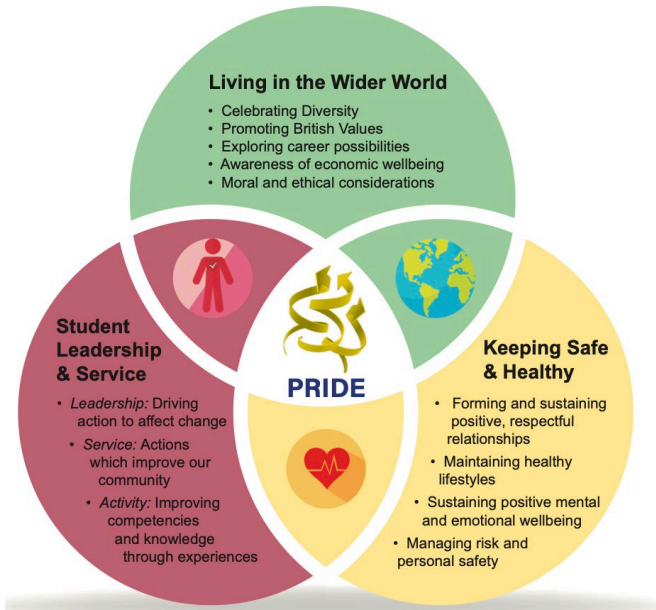 Living in the Wider World
• Celebrating Diversity
• Promoting British Values
• Exploring career possibilities
• Awareness of economic wellbeing
• Moral and ethical considerations
Student
Leadership
& Service
• Leadership: Driving
action to affect change
• Service: Actions
which improve our
community
• Activity: Improving
competencies
and knowledge
through experiences
PRIDE
Keeping Safe
& Healthy
• Forming and sustaining
positive, respectful
relationships
• Maintaining healthy
lifestyles
• Sustaining positive mental
and emotional wellbeing
• Managing risk and
personal safety